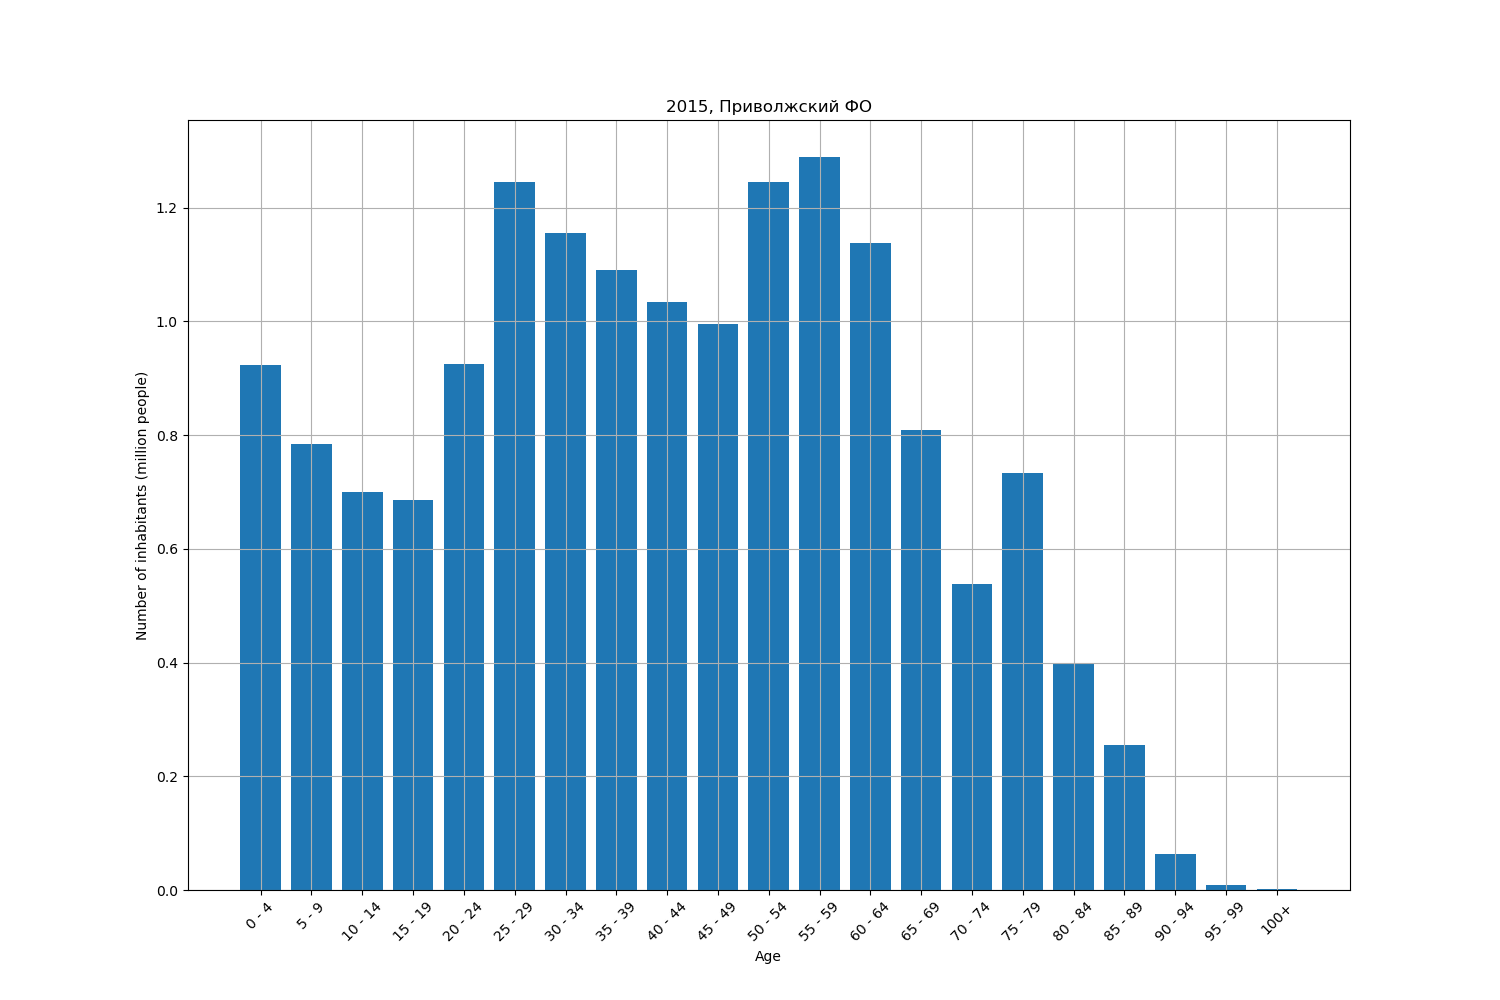 2015, Приволжский ФО
Number of inhabitants (million people)
1.2
1.0
0.8
0.6
0.4
0.2
0.0
0 - 4
5 - 9
10 - 14
15 - 19
20 - 24
25 - 29
30 - 34
35 - 39
40 - 44
45 - 49
50 - 54
55 - 59
60 - 64
65 - 69
70 - 74
75 - 79
80 - 84
85 - 89
90 - 94
95 - 99
100+
Age